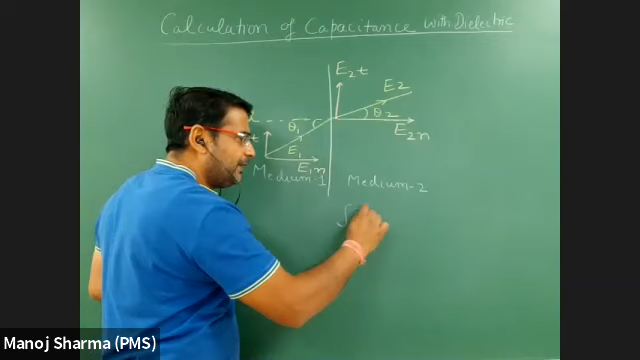 Calculation of Capacitance with Dielectric
E2t
E2
θ1
θ2
E1
E2n
t
E1n
Medium-1
Medium-2
∫
Manoj Sharma (PMS)